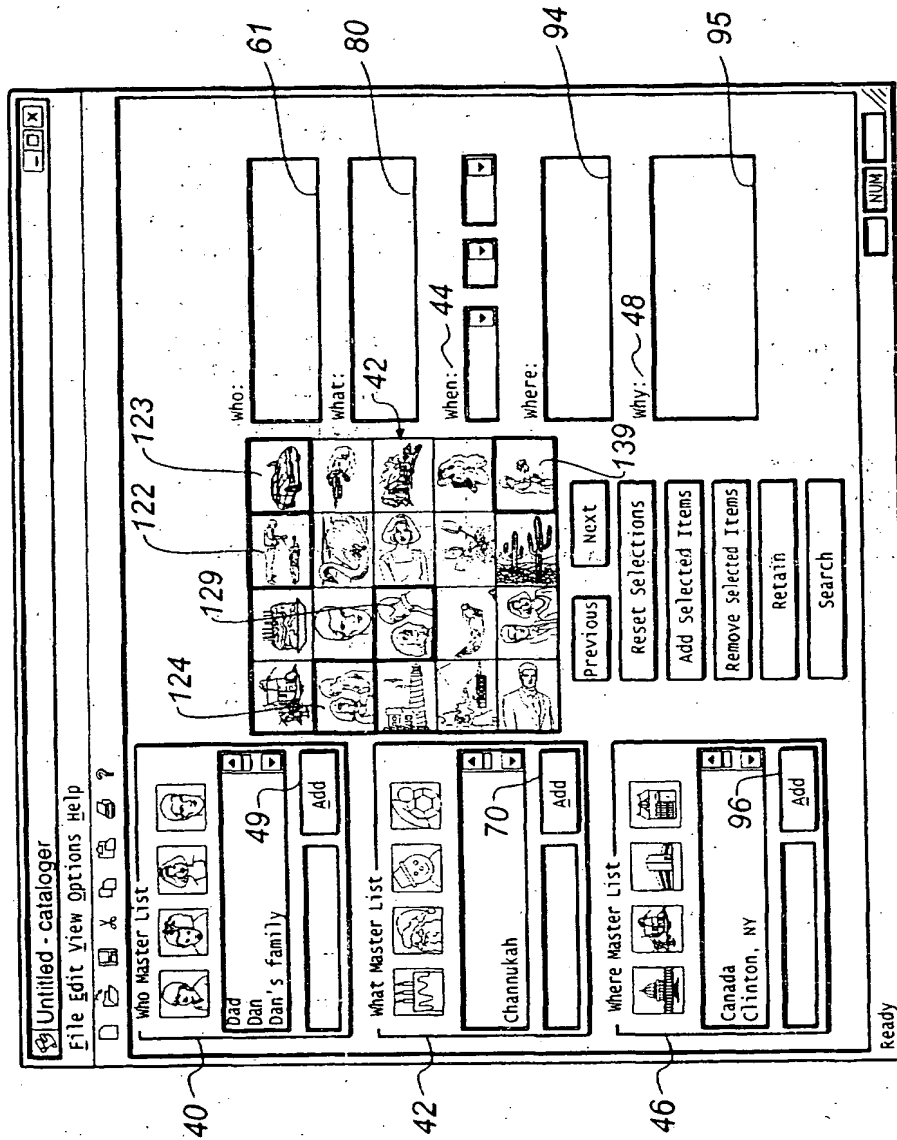 Untitled - cataloger
File Edit View Options Help
?
Who Master List
Dad
Dan
Dan's family
49
Add
40
What Master List
Channukah
70
Add
42
Where Master List
Canada
Clinton, NY
96
Add
46
124
129
122
123
42
139
Previous
Next
Reset Selections
Add Selected Items
Remove Selected Items
Retain
Search
Who:
61
What:
80
When:
44
Where:
94
Why:
48
95
Ready
NUM